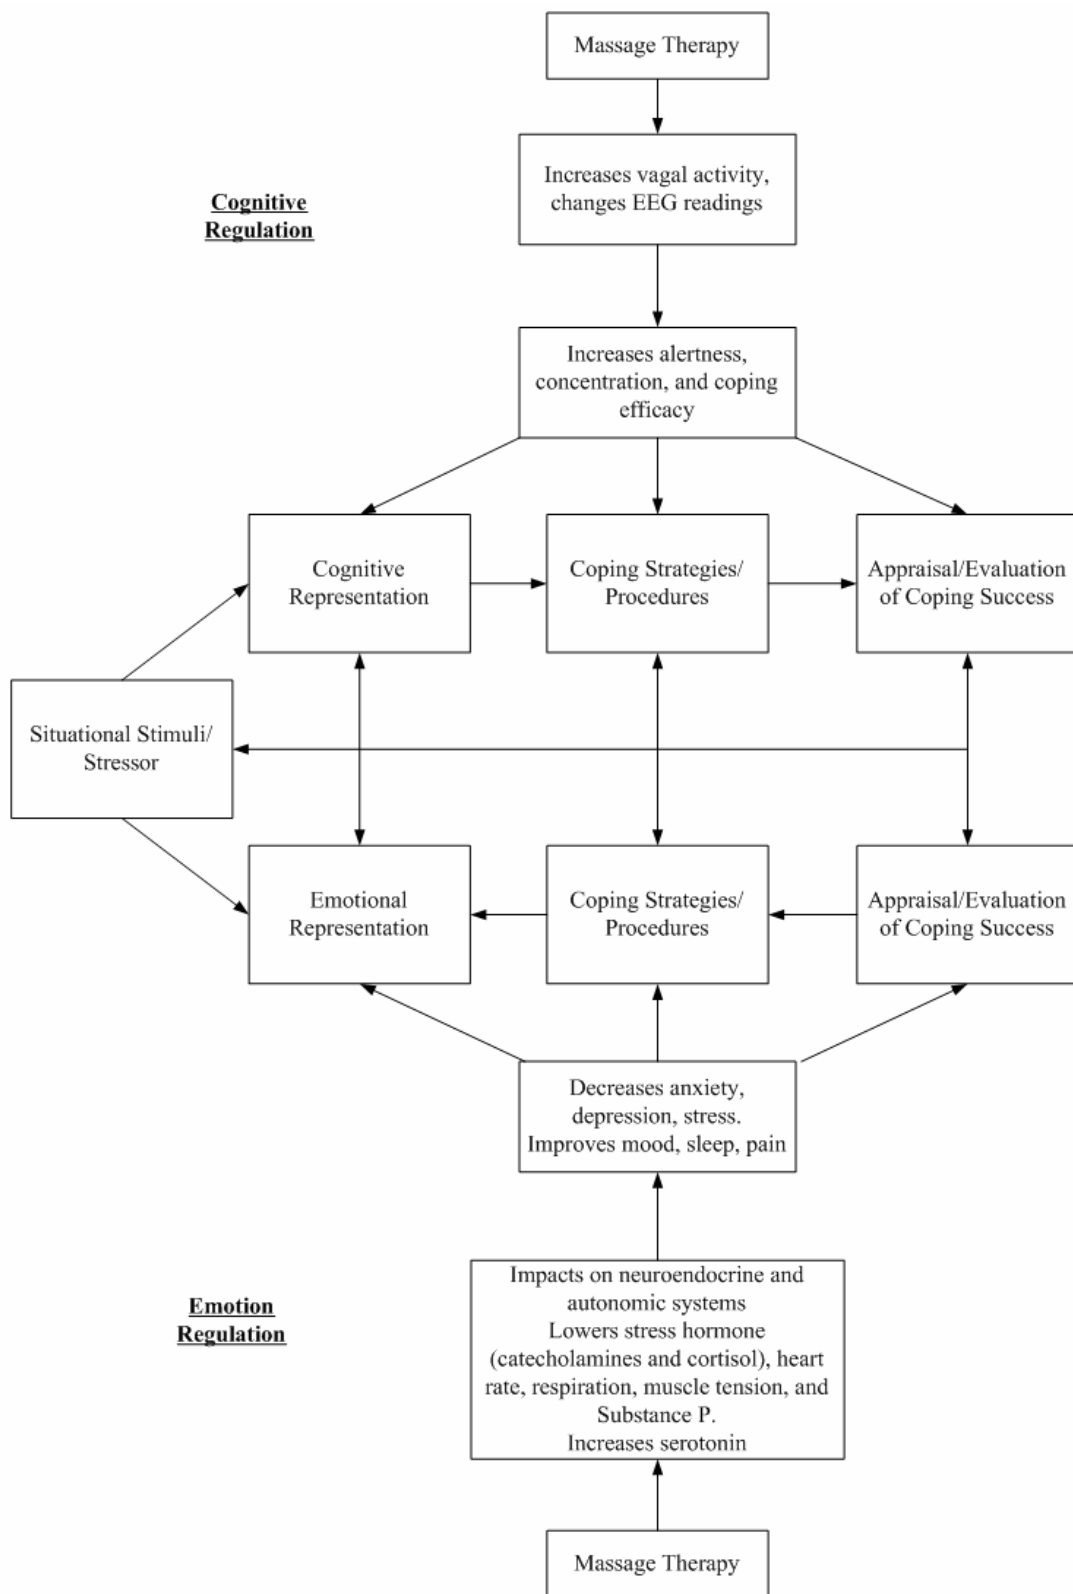 Massage Therapy
Increases vagal activity,
changes EEG readings
Cognitive
Regulation
Increases alertness,
concentration, and coping
efficacy
Cognitive
Representation
Coping Strategies/
Procedures
Appraisal/Evaluation
of Coping Success
Situational Stimuli/
Stressor
Emotional
Representation
Coping Strategies/
Procedures
Appraisal/Evaluation
of Coping Success
Decreases anxiety,
depression, stress.
Improves mood, sleep, pain
Emotion
Regulation
Impacts on neuroendocrine and
autonomic systems
Lowers stress hormone
(catecholamines and cortisol), heart
rate, respiration, muscle tension, and
Substance P.
Increases serotonin
Massage Therapy